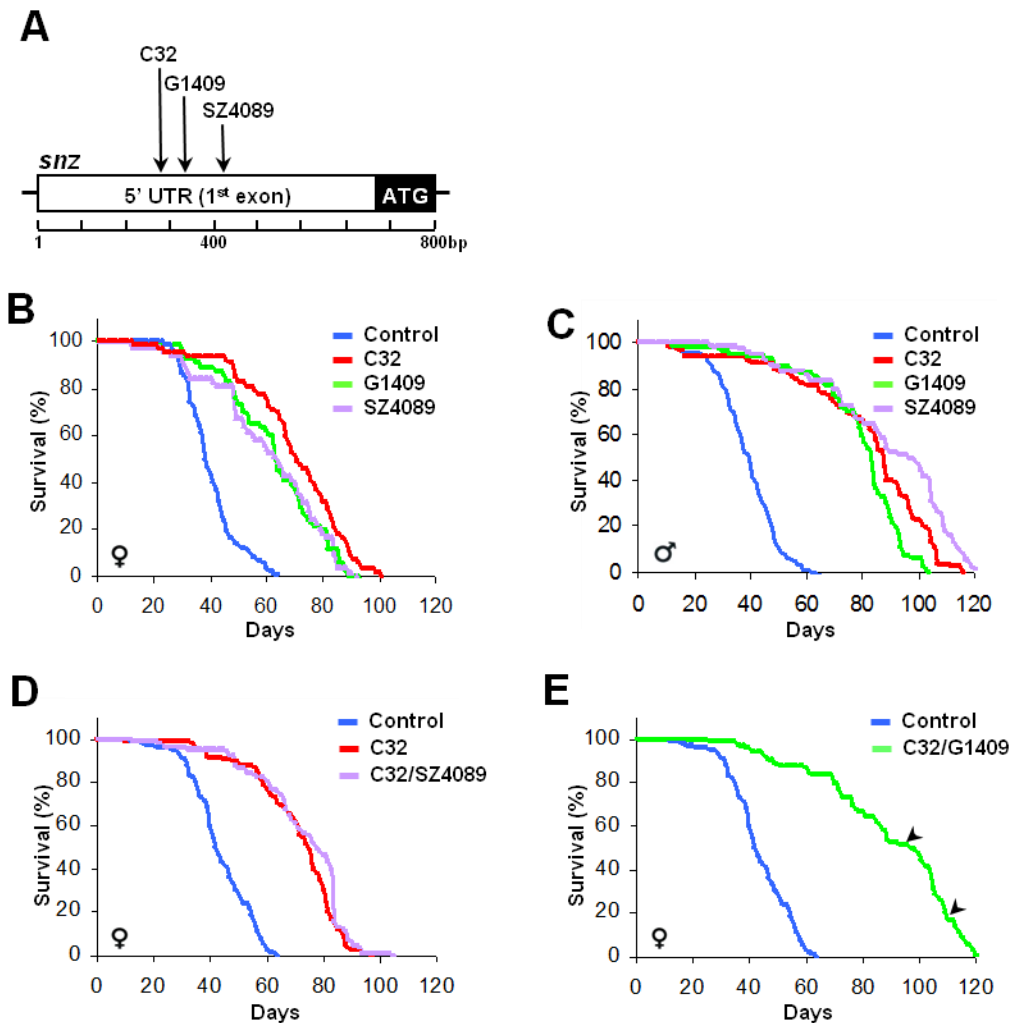 A
C32
G1409
SZ4089
snz
5' UTR (1st exon)
ATG
1
400
800bp
B
100
80
60
40
20
0
Survival (%)
Control
C32
G1409
SZ4089
♀
0 20 40 60 80 100 120
Days
C
100
80
60
40
20
0
Survival (%)
Control
C32
G1409
SZ4089
♂
0 20 40 60 80 100 120
Days
D
100
80
60
40
20
0
Survival (%)
Control
C32
C32/SZ4089
♀
0 20 40 60 80 100 120
Days
E
100
80
60
40
20
0
Survival (%)
Control
C32/G1409
♀
0 20 40 60 80 100 120
Days